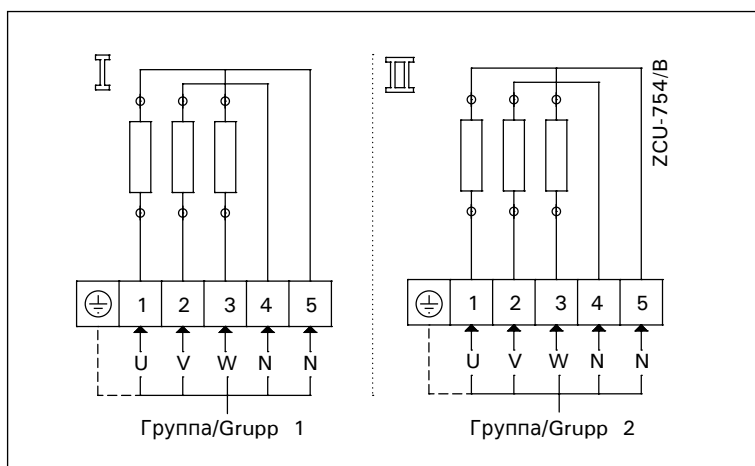 I
II
ZCU-754/B
1 2 3 4 5
1 2 3 4 5
U V W N N
U V W N N
Группа/Grupp 1
Группа/Grupp 2